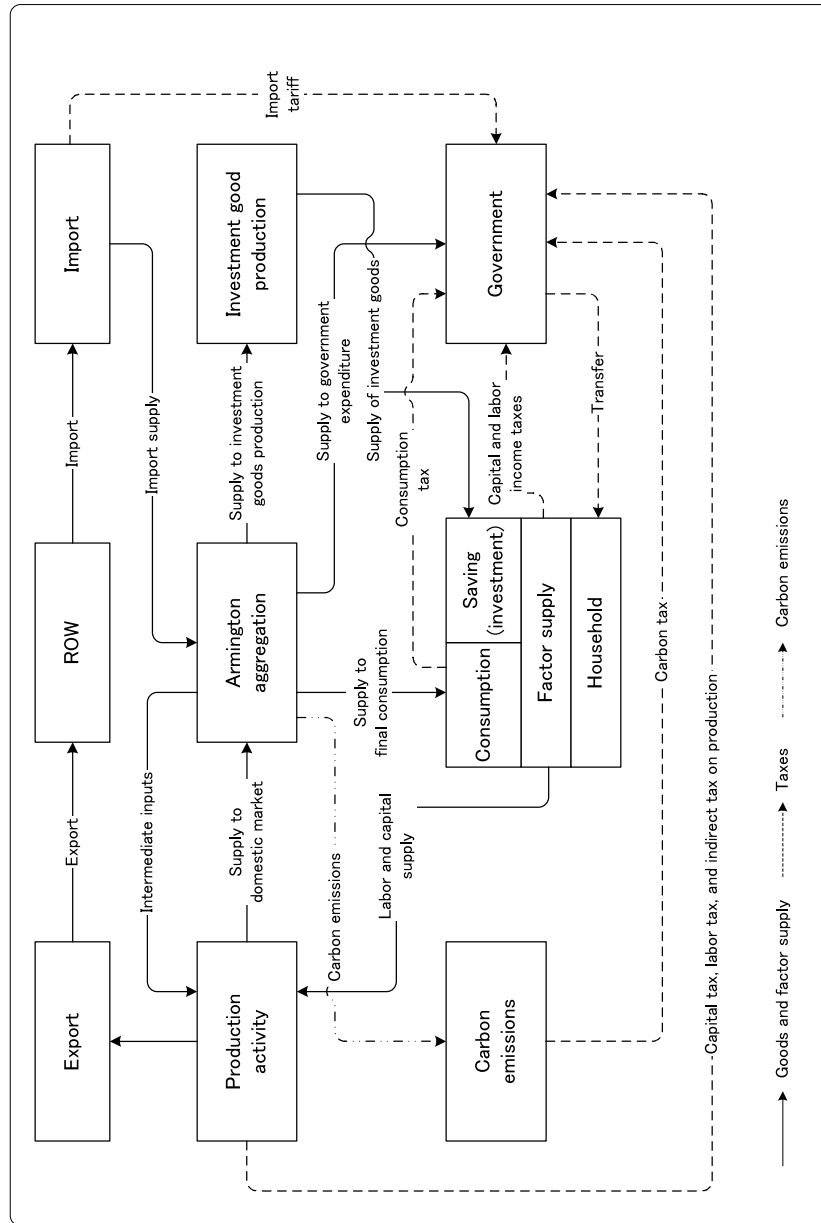 Export
Export
ROW
Import
Import
Import
tariff
Intermediate inputs
Import supply
Production
activity
Supply to
domestic market
Armington
aggregation
Supply to investment
goods production
Investment good
production
Carbon emissions
Labor and capital
supply
Supply to
final consumption
Consumption
tax
Supply to government
expenditure
Supply of investment goods
Capital and labor
income taxes
Carbon
emissions
Consumption
Saving
(investment)
Factor supply
Household
Transfer
Government
Carbon tax
Capital tax, labor tax, and indirect tax on production
Goods and factor supply
Taxes
Carbon emissions